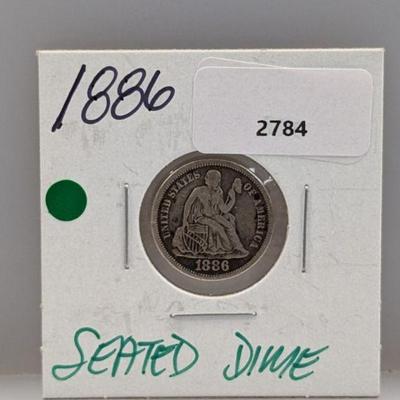 1886
2784
UNITED STATES OF AMERICA
1886
SEATED DIME